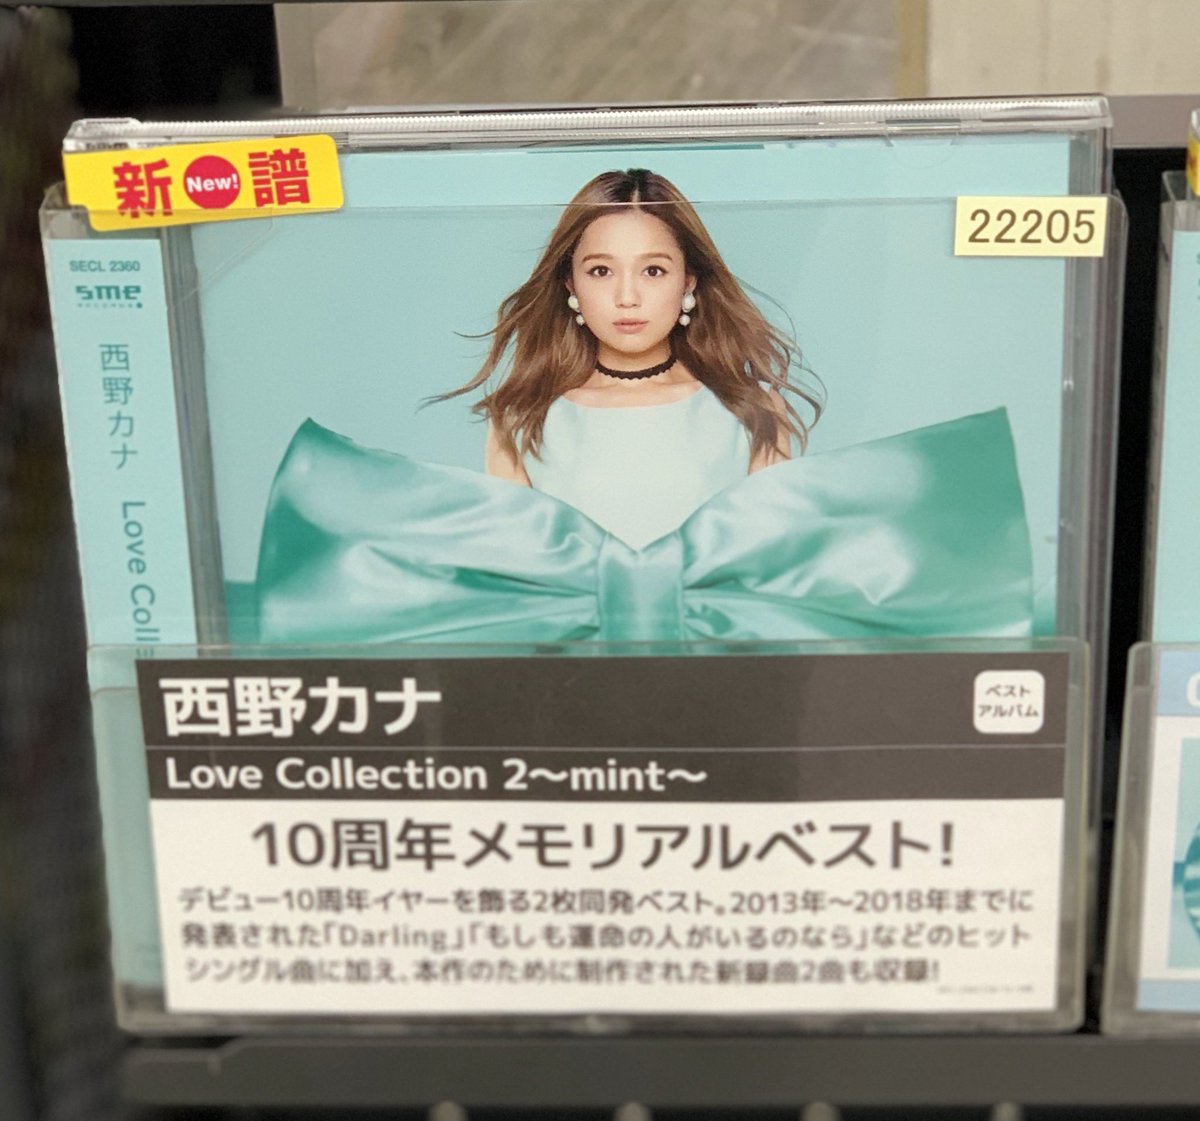 新 New! 譜
22205
SECL 2360
sme
RECORDS
西野カナ Love Colle
西野カナ
ベスト
アルバム
Love Collection 2〜mint〜
10周年メモリアルベスト!
デビュー10周年イヤーを飾る2枚同発ベスト。2013年〜2018年までに
発表された「Darling」「もしも運命の人がいるのなら」などのヒット
シングル曲に加え、本作のために制作された新録曲2曲も収録!